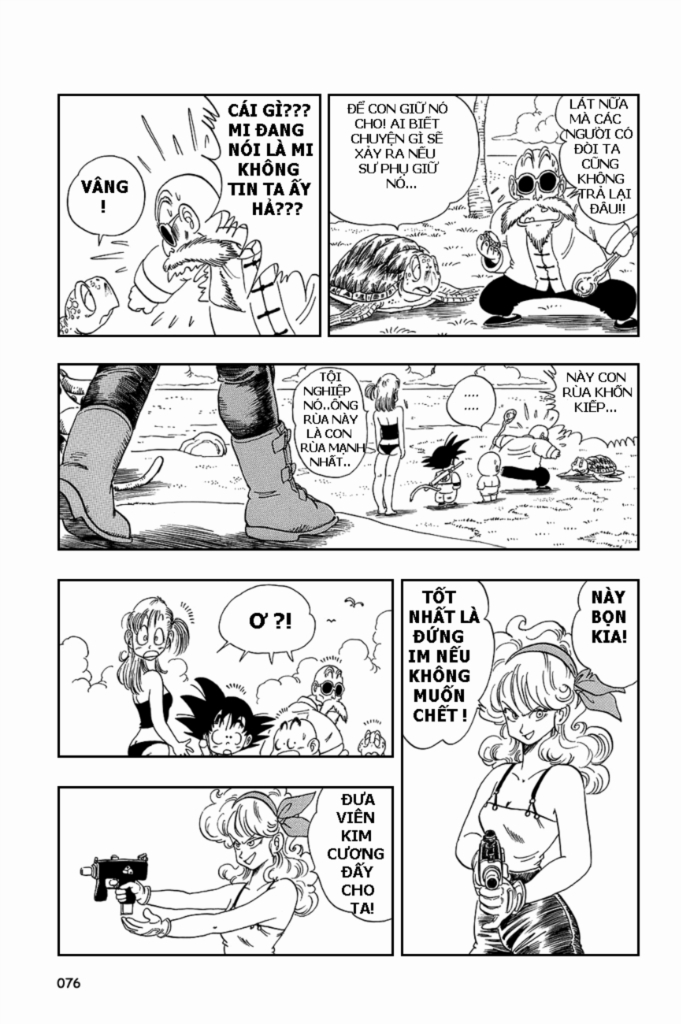 LÁT NỮA
MÀ CÁC
NGƯỜI CÓ
ĐÒI TA
CŨNG
KHÔNG
TRẢ LẠI
ĐÂU!!
ĐỂ CON GIỮ NÓ
CHO! AI BIẾT
CHUYỆN GÌ SẼ
XẢY RA NẾU
SƯ PHỤ GIỮ
NÓ...
CÁI GÌ???
MI ĐANG
NÓI LÀ MI
KHÔNG
TIN TA ẤY
HẢ???
VÂNG
!
NÀY CON
RÙA KHỐN
KIẾP...
....
....
TỘI
NGHIỆP
NÓ..ÔNG
RÙA NÀY
LÀ CON
RÙA MẠNH
NHẤT..
NÀY
BỌN
KIA!
TỐT
NHẤT LÀ
ĐỨNG
IM NẾU
KHÔNG
MUỐN
CHẾT !
Ơ ?!
ĐƯA
VIÊN
KIM
CƯƠNG
ĐẤY
CHO
TA!
076